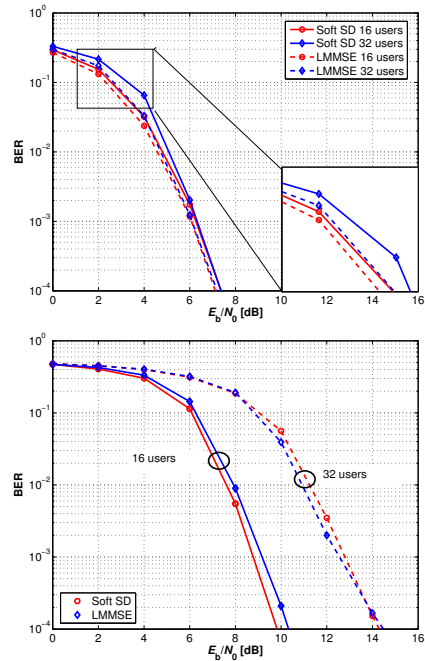 10^0
10^-1
10^-2
10^-3
10^-4
BER
Soft SD 16 users
Soft SD 32 users
LMMSE 16 users
LMMSE 32 users
0 2 4 6 8 10 12 14 16
E_b/N_0 [dB]
10^0
10^-1
10^-2
10^-3
10^-4
BER
16 users
32 users
Soft SD
LMMSE
0 2 4 6 8 10 12 14 16
E_b/N_0 [dB]